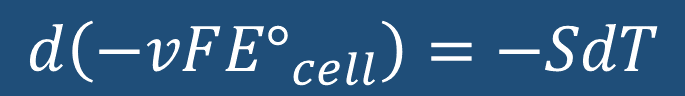 d(−vFE°cell) = −SdT